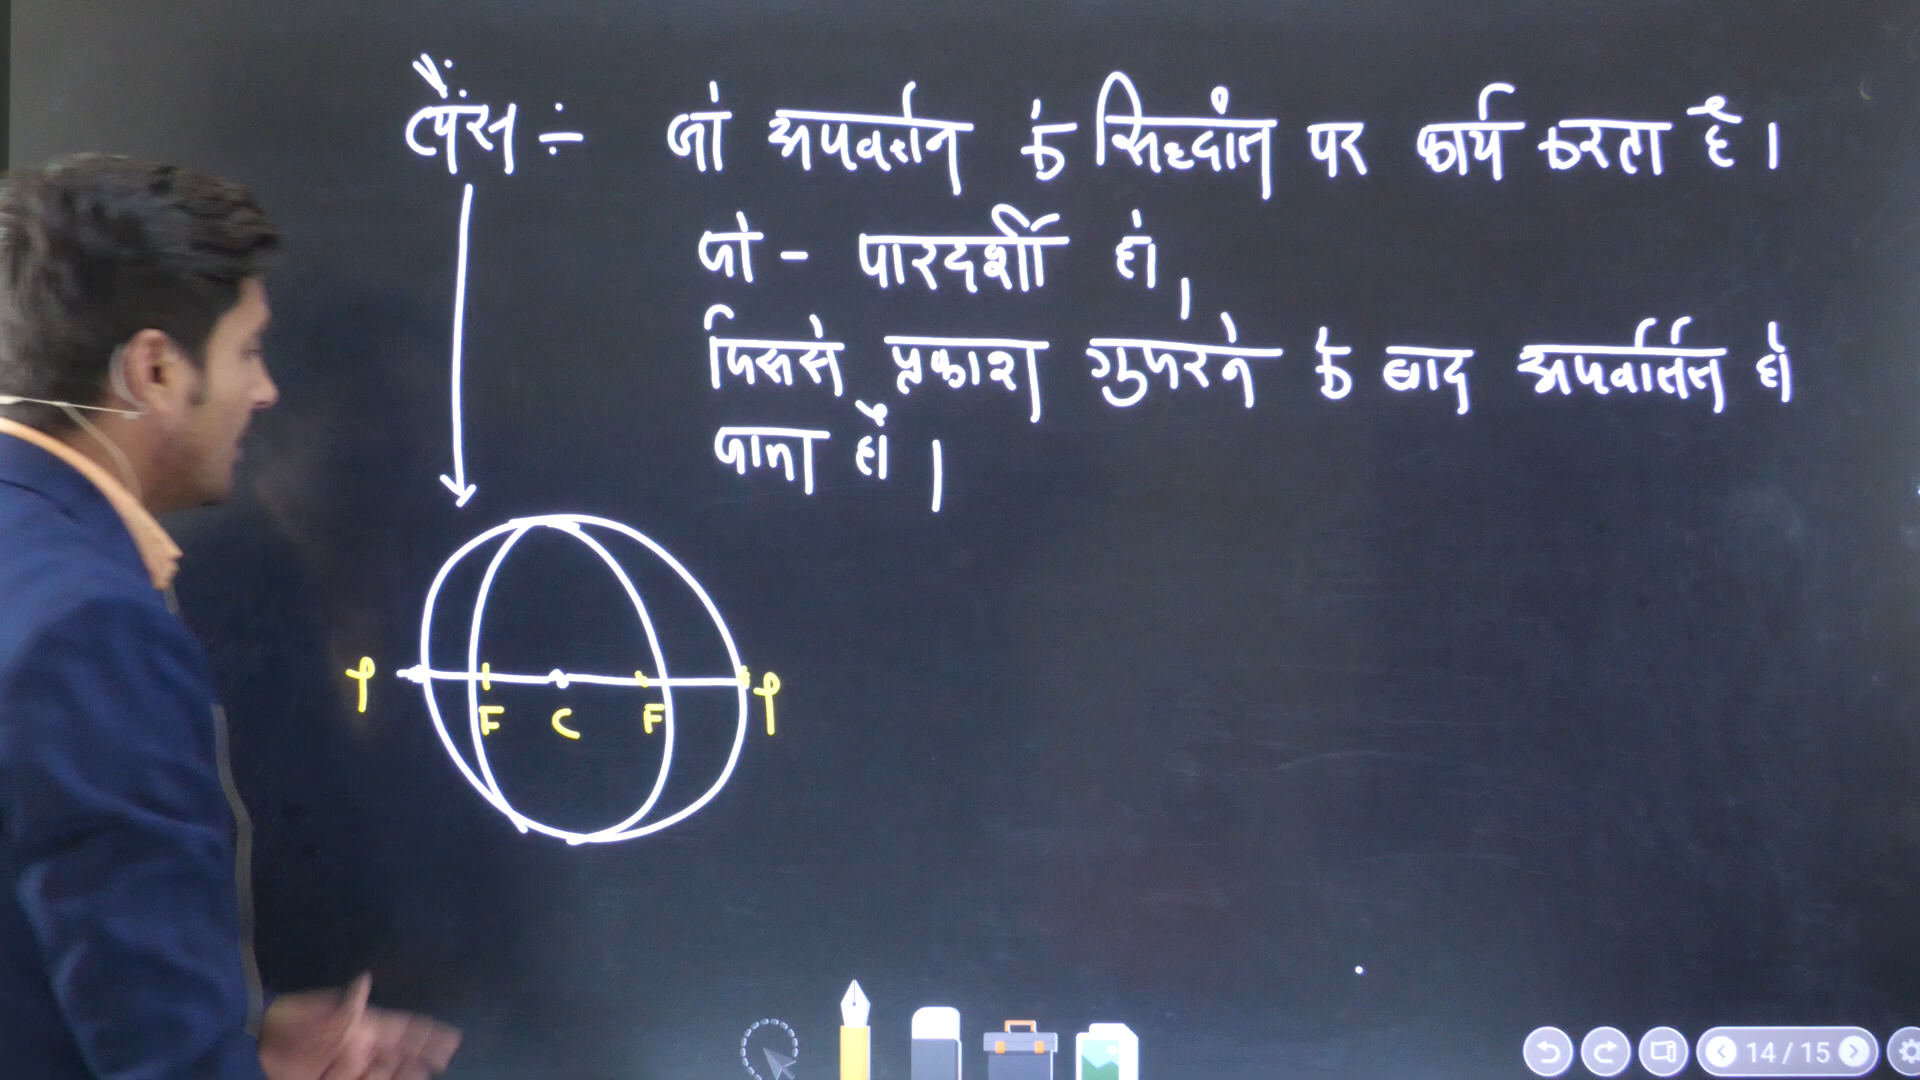 लेंस :- जो अपवर्तन के सिद्धांत पर कार्य करता है।
जो - पारदर्शी हो,
जिससे प्रकाश गुजरने के बाद अपवर्तित हो
जाता हो।
P F C F P
14 / 15